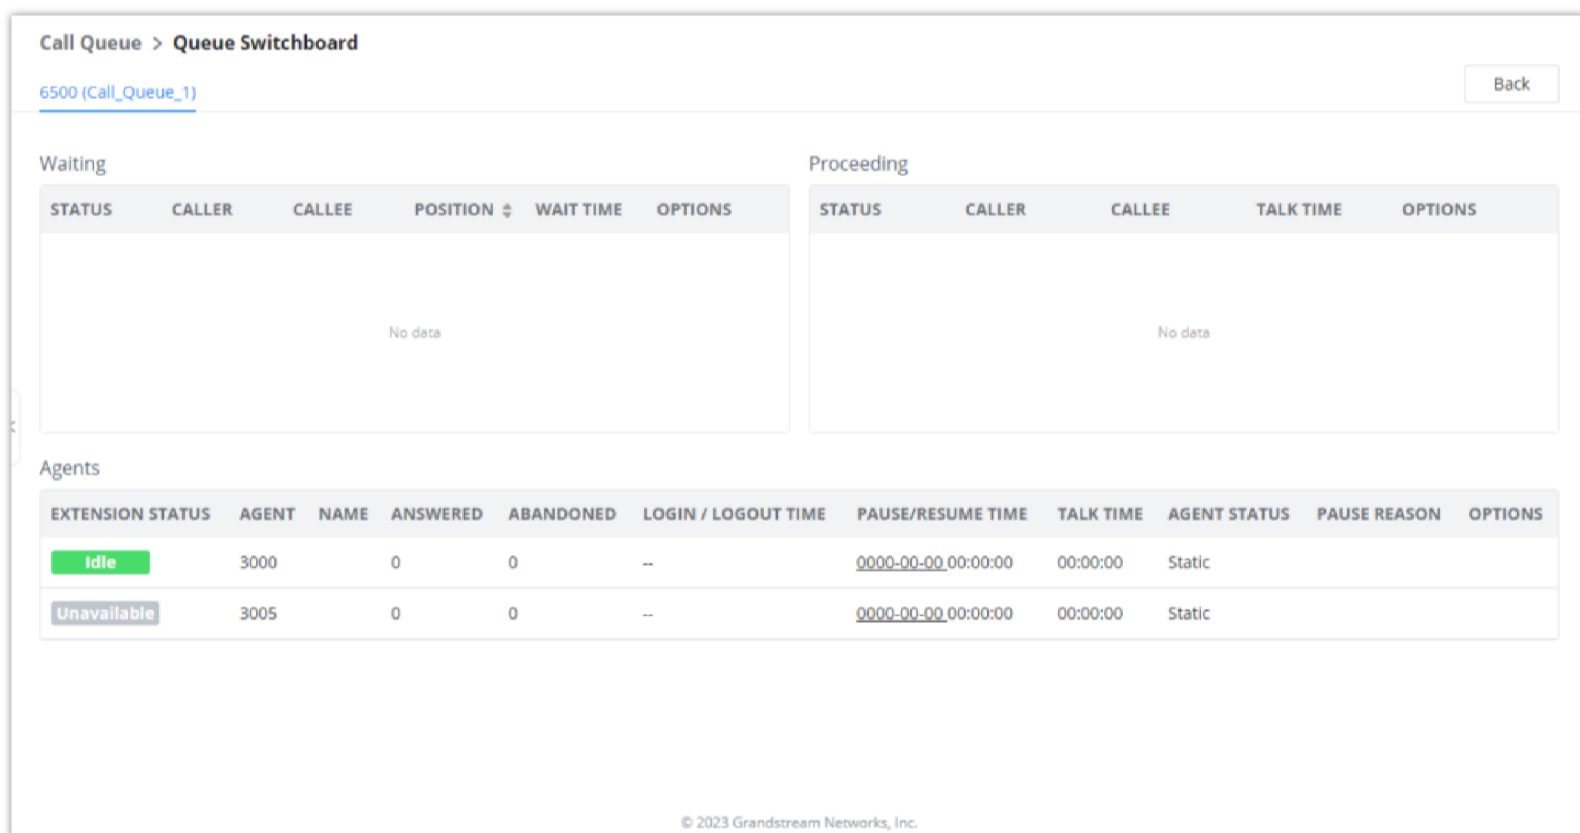 Call Queue > Queue Switchboard
6500 (Call_Queue_1)
Back
Waiting
STATUS CALLER CALLEE POSITION WAIT TIME OPTIONS
No data
Proceeding
STATUS CALLER CALLEE TALK TIME OPTIONS
No data
Agents
EXTENSION STATUS AGENT NAME ANSWERED ABANDONED LOGIN / LOGOUT TIME PAUSE/RESUME TIME TALK TIME AGENT STATUS PAUSE REASON OPTIONS
Idle 3000 0 0 -- 0000-00-00 00:00:00 00:00:00 Static
Unavailable 3005 0 0 -- 0000-00-00 00:00:00 00:00:00 Static
© 2023 Grandstream Networks, Inc.